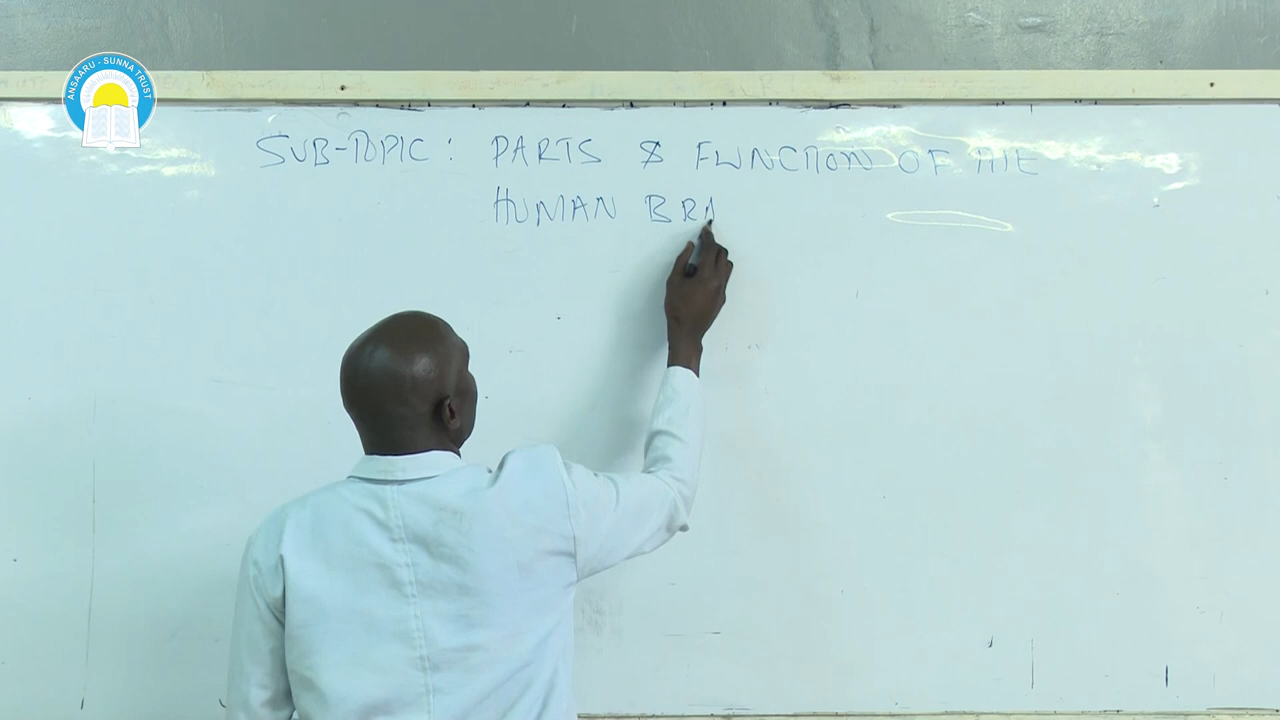 ANSAARU - SUNNA TRUST
SUB-TOPIC: PARTS & FUNCTION OF THE
HUMAN BRA